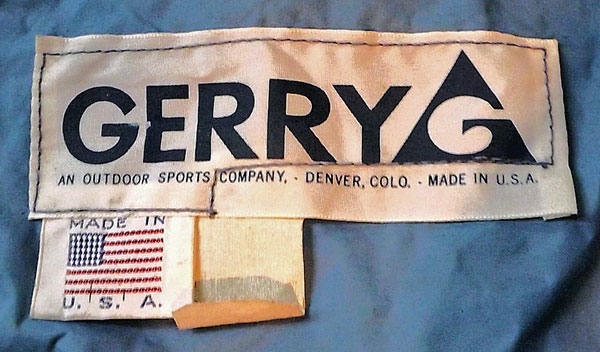 GERRY G
AN OUTDOOR SPORTS COMPANY, - DENVER, COLO. - MADE IN U.S.A.
MADE IN
U. S. A.